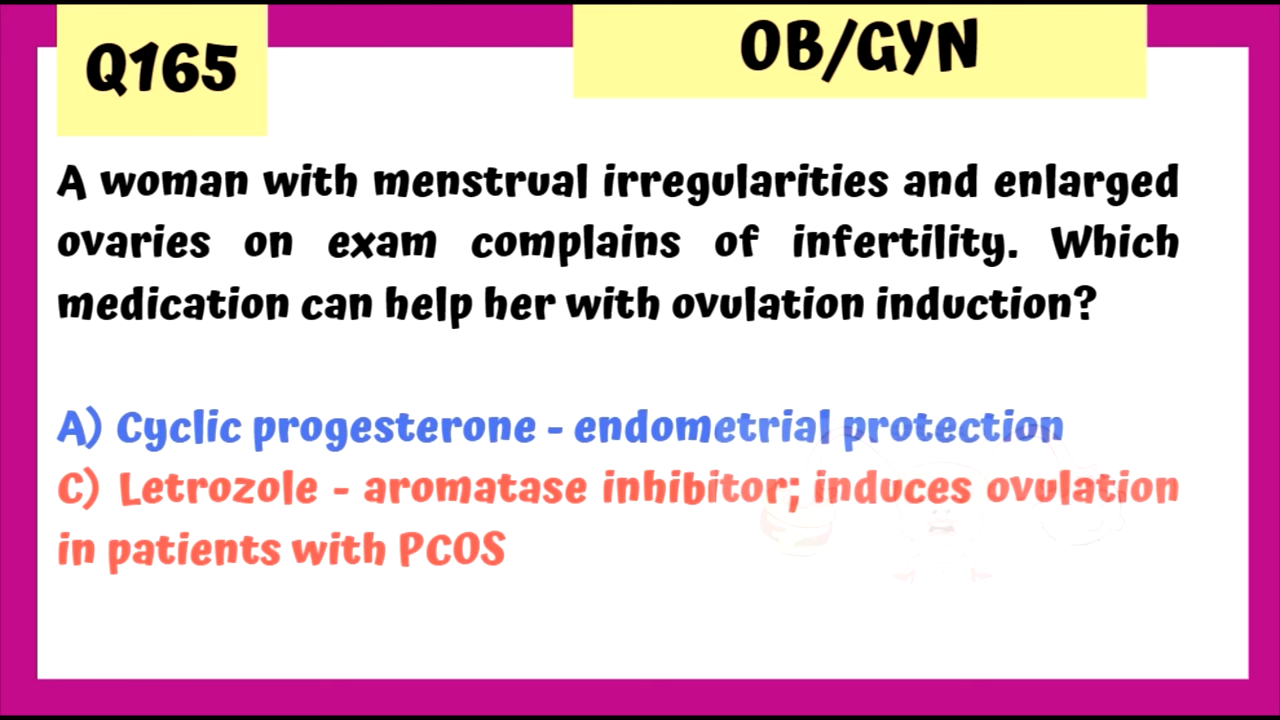 Q165
OB/GYN
A woman with menstrual irregularities and enlarged
ovaries on exam complains of infertility. Which
medication can help her with ovulation induction?
A) Cyclic progesterone - endometrial protection
C) Letrozole - aromatase inhibitor; induces ovulation
in patients with PCOS